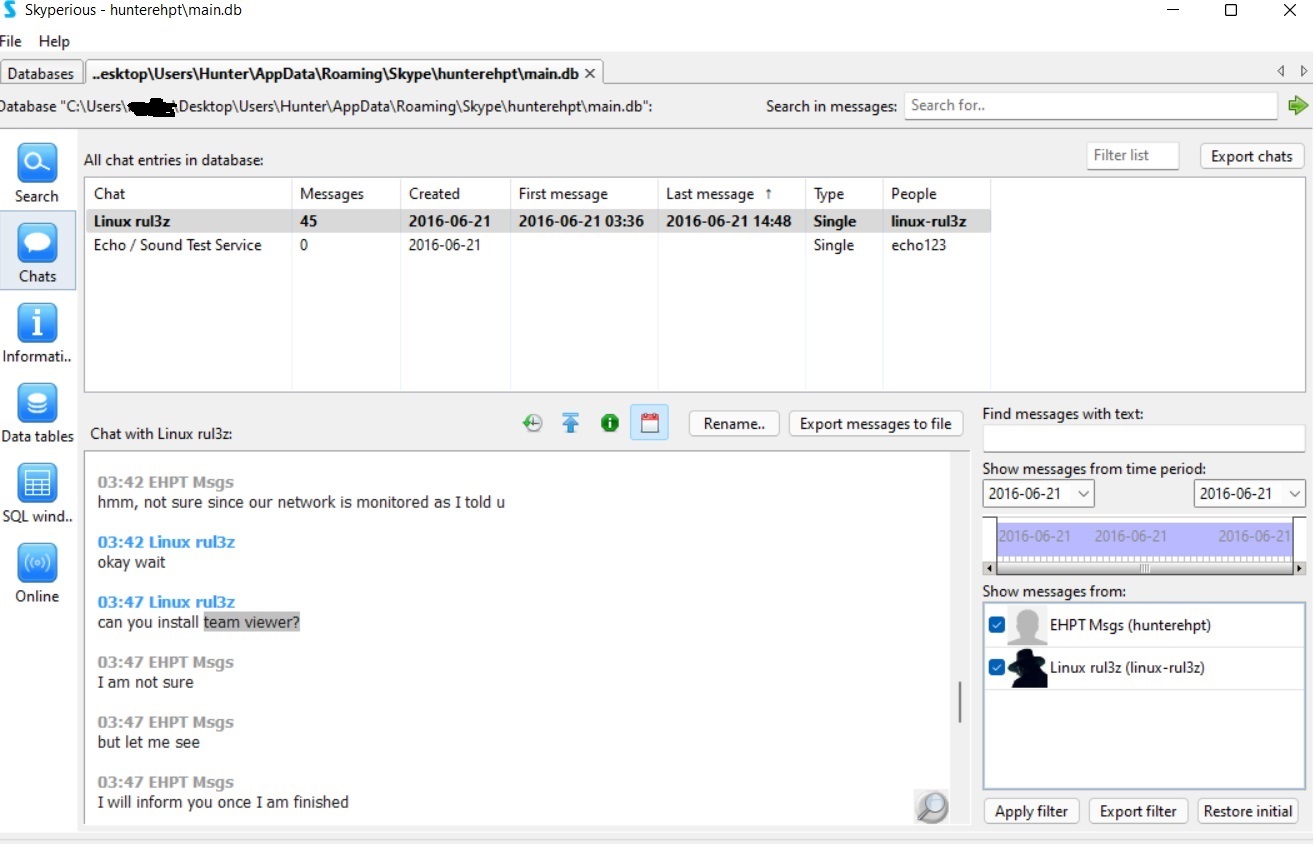 Skyperious - hunterehpt\main.db
File Help
Databases ..esktop\Users\Hunter\AppData\Roaming\Skype\hunterehpt\main.db
Database "C:\Users\ \Desktop\Users\Hunter\AppData\Roaming\Skype\hunterehpt\main.db":
Search in messages: Search for..
Search
Chats
Informati..
Data tables
SQL wind..
Online
All chat entries in database:
Filter list Export chats
Chat Messages Created First message Last message ↑ Type People
Linux rul3z 45 2016-06-21 2016-06-21 03:36 2016-06-21 14:48 Single linux-rul3z
Echo / Sound Test Service 0 2016-06-21 Single echo123
Chat with Linux rul3z:
Rename.. Export messages to file
03:42 EHPT Msgs
hmm, not sure since our network is monitored as I told u
03:42 Linux rul3z
okay wait
03:47 Linux rul3z
can you install team viewer?
03:47 EHPT Msgs
I am not sure
03:47 EHPT Msgs
but let me see
03:47 EHPT Msgs
I will inform you once I am finished
Find messages with text:
Show messages from time period:
2016-06-21 2016-06-21
2016-06-21 2016-06-21 2016-06-21
Show messages from:
EHPT Msgs (hunterehpt)
Linux rul3z (linux-rul3z)
Apply filter Export filter Restore initial